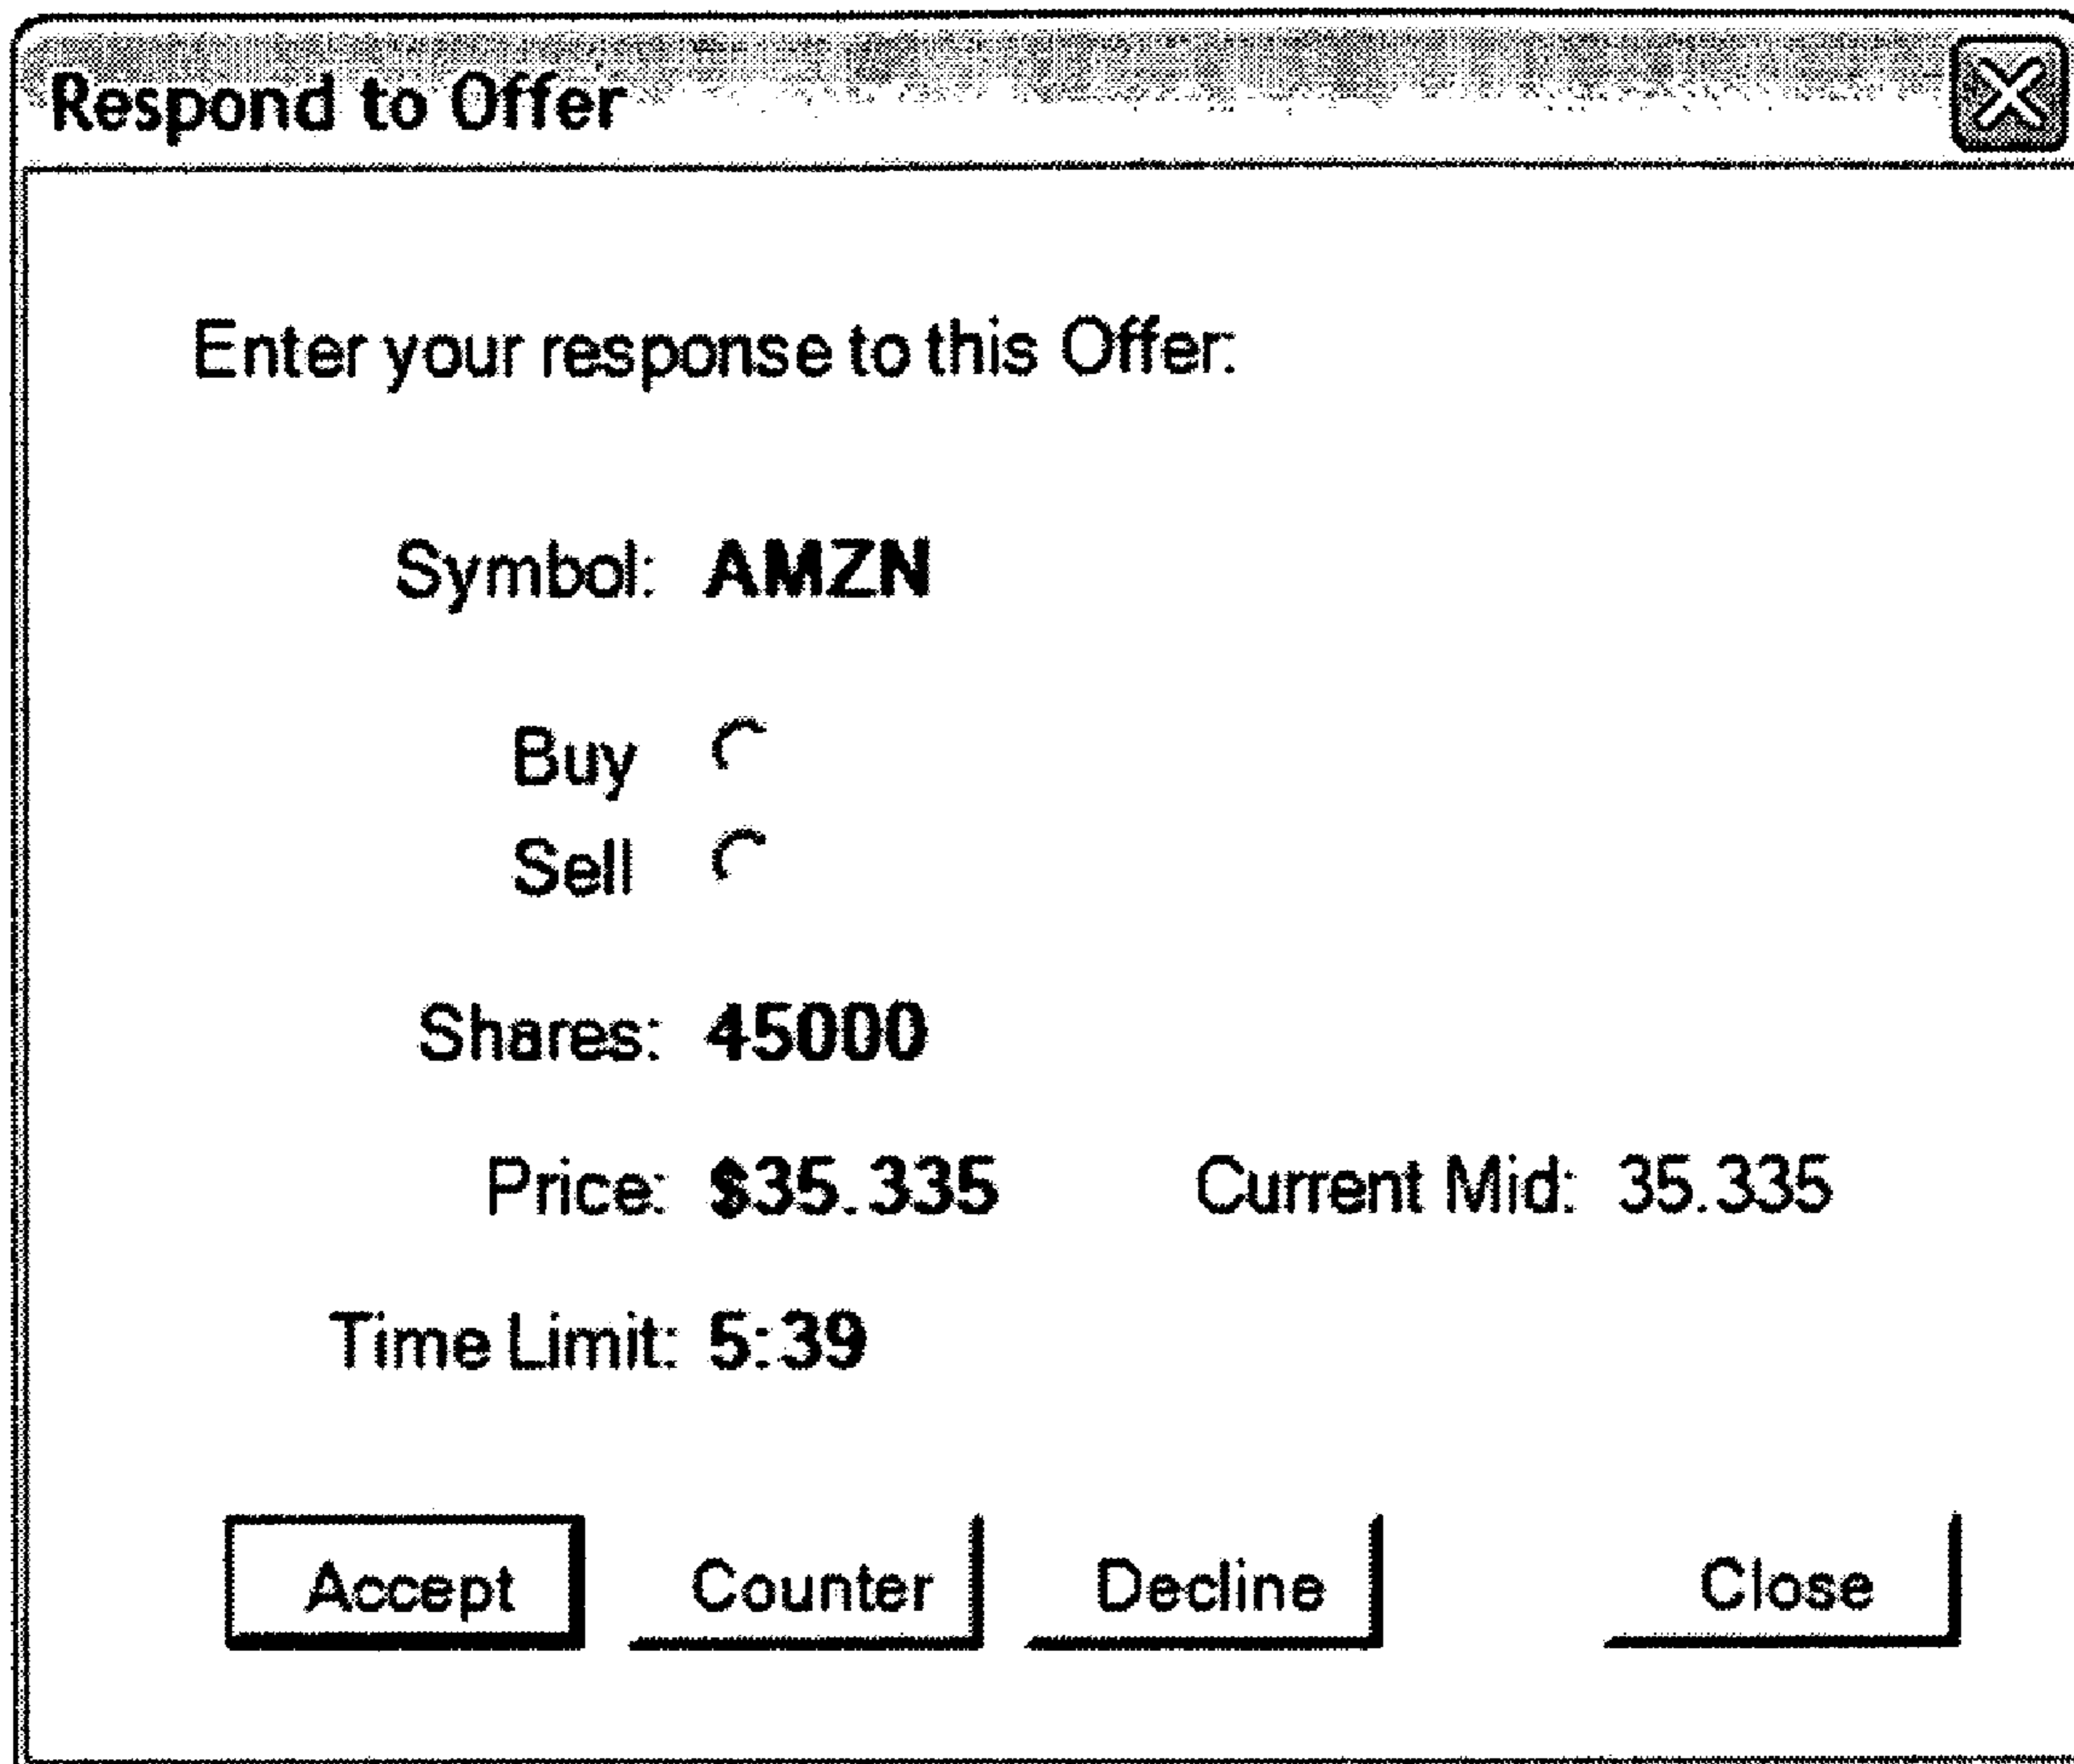 Respond to Offer
Enter your response to this Offer:
Symbol: AMZN
Buy
Sell
Shares: 45000
Price: $35.335 Current Mid: 35.335
Time Limit: 5:39
Accept Counter Decline Close